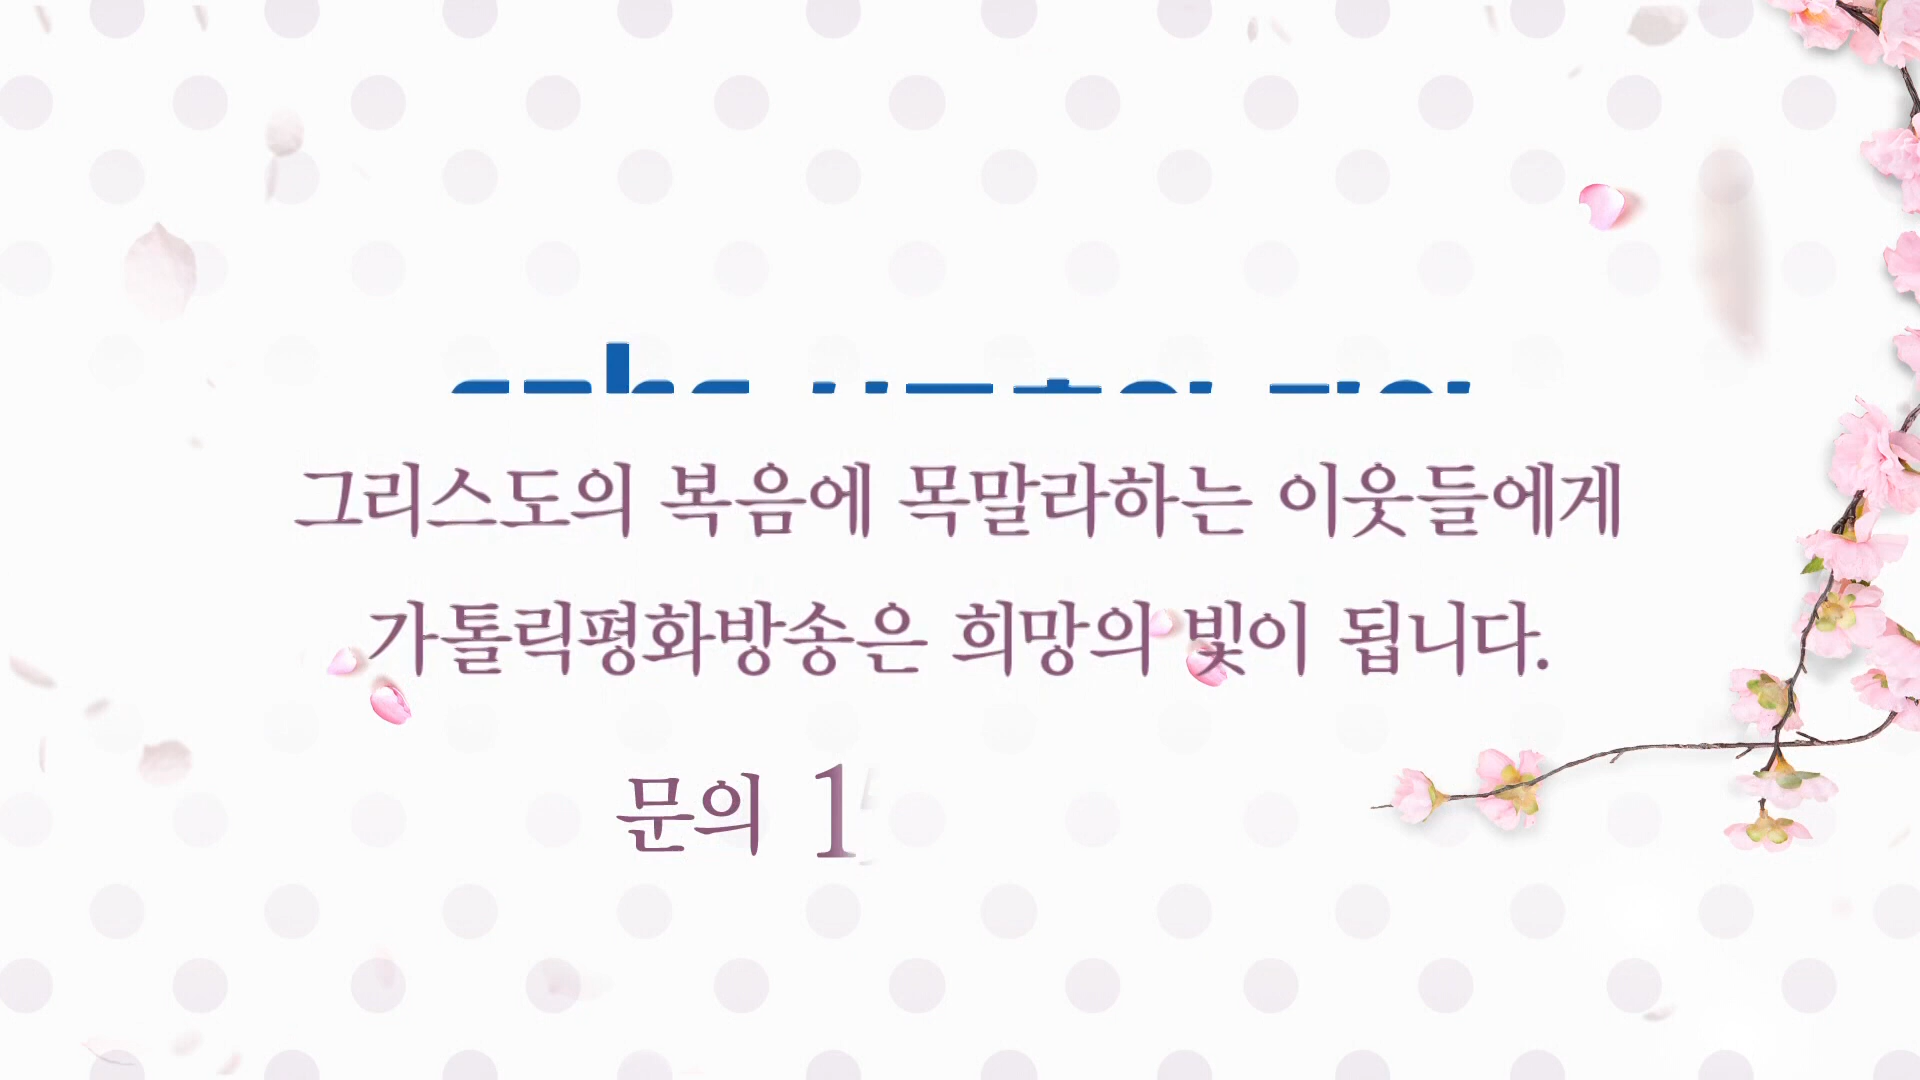 그리스도의 복음에 목말라하는 이웃들에게
가톨릭평화방송은 희망의 빛이 됩니다.
문의 1